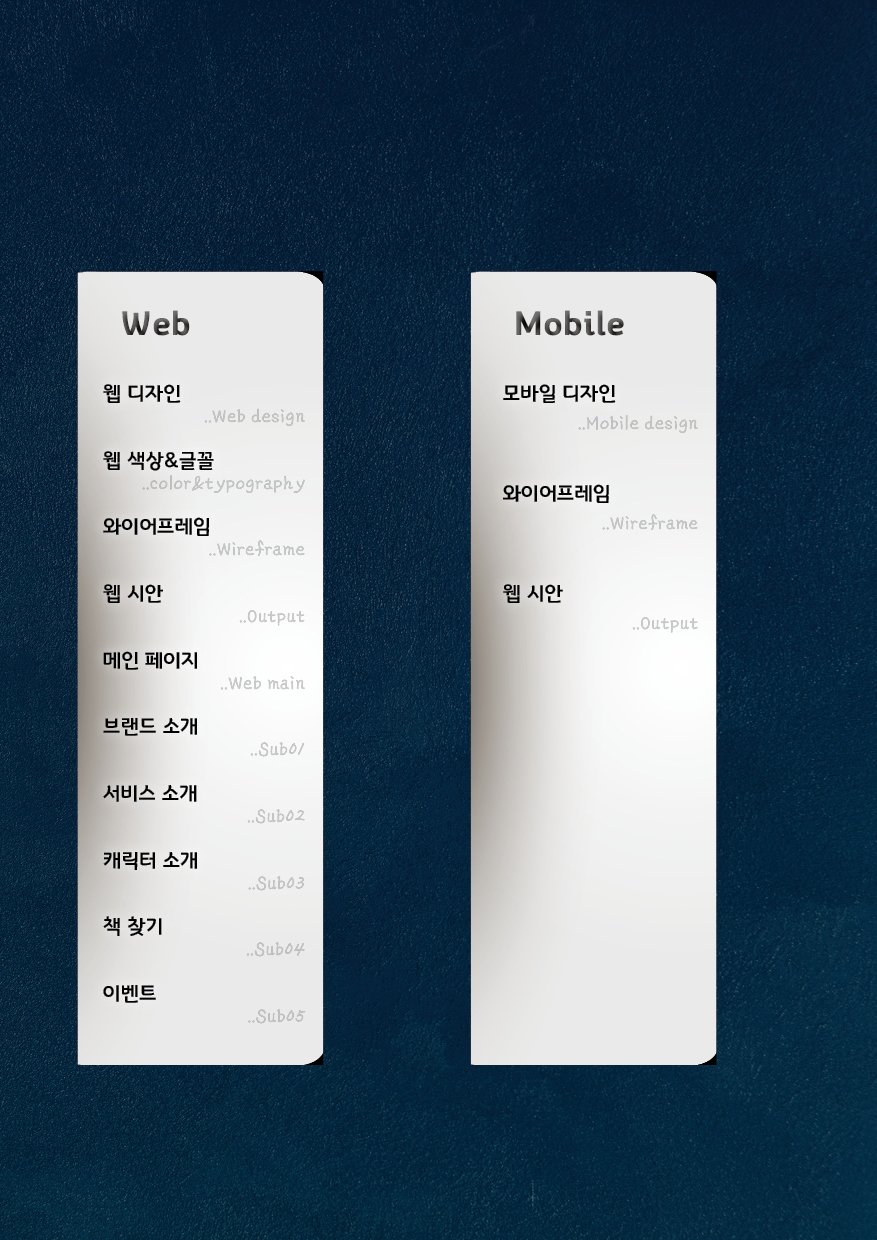 Web
웹 디자인
..Web design
웹 색상&글꼴
..color&typography
와이어프레임
..Wireframe
웹 시안
..Output
메인 페이지
..Web main
브랜드 소개
..Sub01
서비스 소개
..Sub02
캐릭터 소개
..Sub03
책 찾기
..Sub04
이벤트
..Sub05
Mobile
모바일 디자인
..Mobile design
와이어프레임
..Wireframe
웹 시안
..Output